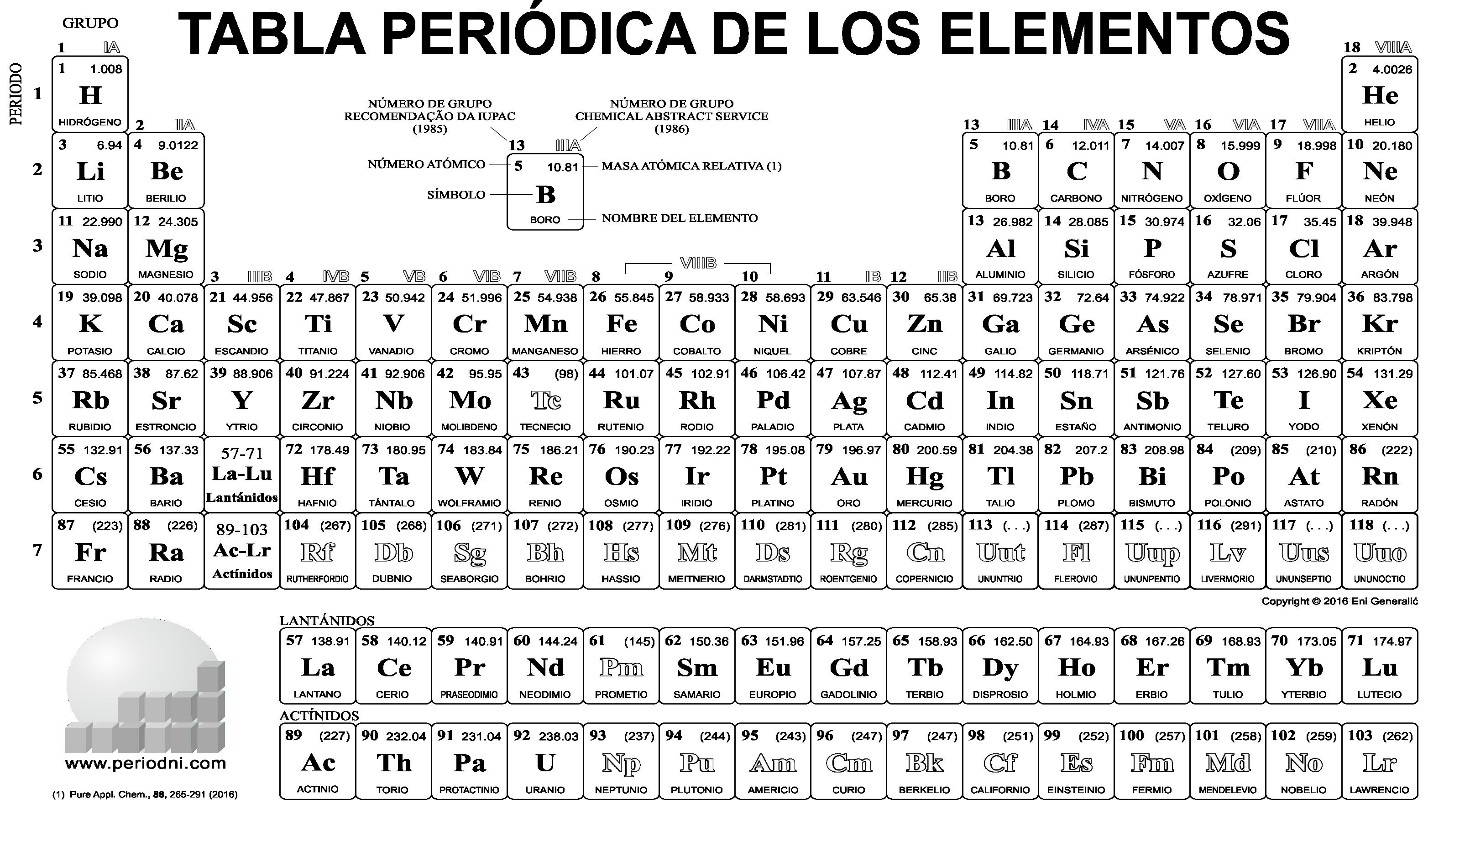 TABLA PERIÓDICA DE LOS ELEMENTOS
GRUPO
PERIODO
1 IA
18 VIIIA
1
1 1.008
H
HIDRÓGENO
2 4.0026
He
HELIO
NÚMERO DE GRUPO
RECOMENDAÇÃO DA IUPAC
(1985)
NÚMERO DE GRUPO
CHEMICAL ABSTRACT SERVICE
(1986)
13 IIIA
NÚMERO ATÓMICO
5 10.81
MASA ATÓMICA RELATIVA (1)
SÍMBOLO
B
BORO
NOMBRE DEL ELEMENTO
2 IIA 13 IIIA 14 IVA 15 VA 16 VIA 17 VIIA
2
3 6.94 4 9.0122 5 10.81 6 12.011 7 14.007 8 15.999 9 18.998 10 20.180
Li Be B C N O F Ne
LITIO BERILIO BORO CARBONO NITRÓGENO OXÍGENO FLÚOR NEÓN
3
11 22.990 12 24.305 13 26.982 14 28.085 15 30.974 16 32.06 17 35.45 18 39.948
Na Mg Al Si P S Cl Ar
SODIO MAGNESIO ALUMINIO SILICIO FÓSFORO AZUFRE CLORO ARGÓN
3 IIIB 4 IVB 5 VB 6 VIB 7 VIIB 8 VIIIB 9 10 11 IB 12 IIB
4
19 39.098 20 40.078 21 44.956 22 47.867 23 50.942 24 51.996 25 54.938 26 55.845 27 58.933 28 58.693 29 63.546 30 65.38 31 69.723 32 72.64 33 74.922 34 78.971 35 79.904 36 83.798
K Ca Sc Ti V Cr Mn Fe Co Ni Cu Zn Ga Ge As Se Br Kr
POTASIO CALCIO ESCANDIO TITANIO VANADIO CROMO MANGANESO HIERRO COBALTO NIQUEL COBRE CINC GALIO GERMANIO ARSÉNICO SELENIO BROMO KRIPTÓN
5
37 85.468 38 87.62 39 88.906 40 91.224 41 92.906 42 95.95 43 (98) 44 101.07 45 102.91 46 106.42 47 107.87 48 112.41 49 114.82 50 118.71 51 121.76 52 127.60 53 126.90 54 131.29
Rb Sr Y Zr Nb Mo Tc Ru Rh Pd Ag Cd In Sn Sb Te I Xe
RUBIDIO ESTRONCIO YTRIO CIRCONIO NIOBIO MOLIBDENO TECNECIO RUTENIO RODIO PALADIO PLATA CADMIO INDIO ESTAÑO ANTIMONIO TELURO YODO XENÓN
6
55 132.91 56 137.33 57-71 72 178.49 73 180.95 74 183.84 75 186.21 76 190.23 77 192.22 78 195.08 79 196.97 80 200.59 81 204.38 82 207.2 83 208.98 84 (209) 85 (210) 86 (222)
Cs Ba La-Lu Hf Ta W Re Os Ir Pt Au Hg Tl Pb Bi Po At Rn
CESIO BARIO Lantánidos HAFNIO TÁNTALO WOLFRAMIO RENIO OSMIO IRIDIO PLATINO ORO MERCURIO TALIO PLOMO BISMUTO POLONIO ASTATO RADÓN
7
87 (223) 88 (226) 89-103 104 (267) 105 (268) 106 (271) 107 (272) 108 (277) 109 (276) 110 (281) 111 (280) 112 (285) 113 (...) 114 (287) 115 (...) 116 (291) 117 (...) 118 (...)
Fr Ra Ac-Lr Rf Db Sg Bh Hs Mt Ds Rg Cn Uut Fl Uup Lv Uus Uuo
FRANCIO RADIO Actínidos RUTHERFORDIO DUBNIO SEABORGIO BOHRIO HASSIO MEITNERIO DARMSTADTIO ROENTGENIO COPERNICIO UNUNTRIO FLEROVIO UNUNPENTIO LIVERMORIO UNUNSEPTIO UNUNOCTIO
Copyright © 2016 Eni Generalić
LANTÁNIDOS
57 138.91 58 140.12 59 140.91 60 144.24 61 (145) 62 150.36 63 151.96 64 157.25 65 158.93 66 162.50 67 164.93 68 167.26 69 168.93 70 173.05 71 174.97
La Ce Pr Nd Pm Sm Eu Gd Tb Dy Ho Er Tm Yb Lu
LANTANO CERIO PRASEODIMIO NEODIMIO PROMETIO SAMARIO EUROPIO GADOLINIO TERBIO DISPROSIO HOLMIO ERBIO TULIO YTERBIO LUTECIO
ACTÍNIDOS
89 (227) 90 232.04 91 231.04 92 238.03 93 (237) 94 (244) 95 (243) 96 (247) 97 (247) 98 (251) 99 (252) 100 (257) 101 (258) 102 (259) 103 (262)
Ac Th Pa U Np Pu Am Cm Bk Cf Es Fm Md No Lr
ACTINIO TORIO PROTACTINIO URANIO NEPTUNIO PLUTONIO AMERICIO CURIO BERKELIO CALIFORNIO EINSTEINIO FERMIO MENDELEVIO NOBELIO LAWRENCIO
www.periodni.com
(1) Pure Appl. Chem., 88, 265-291 (2016)